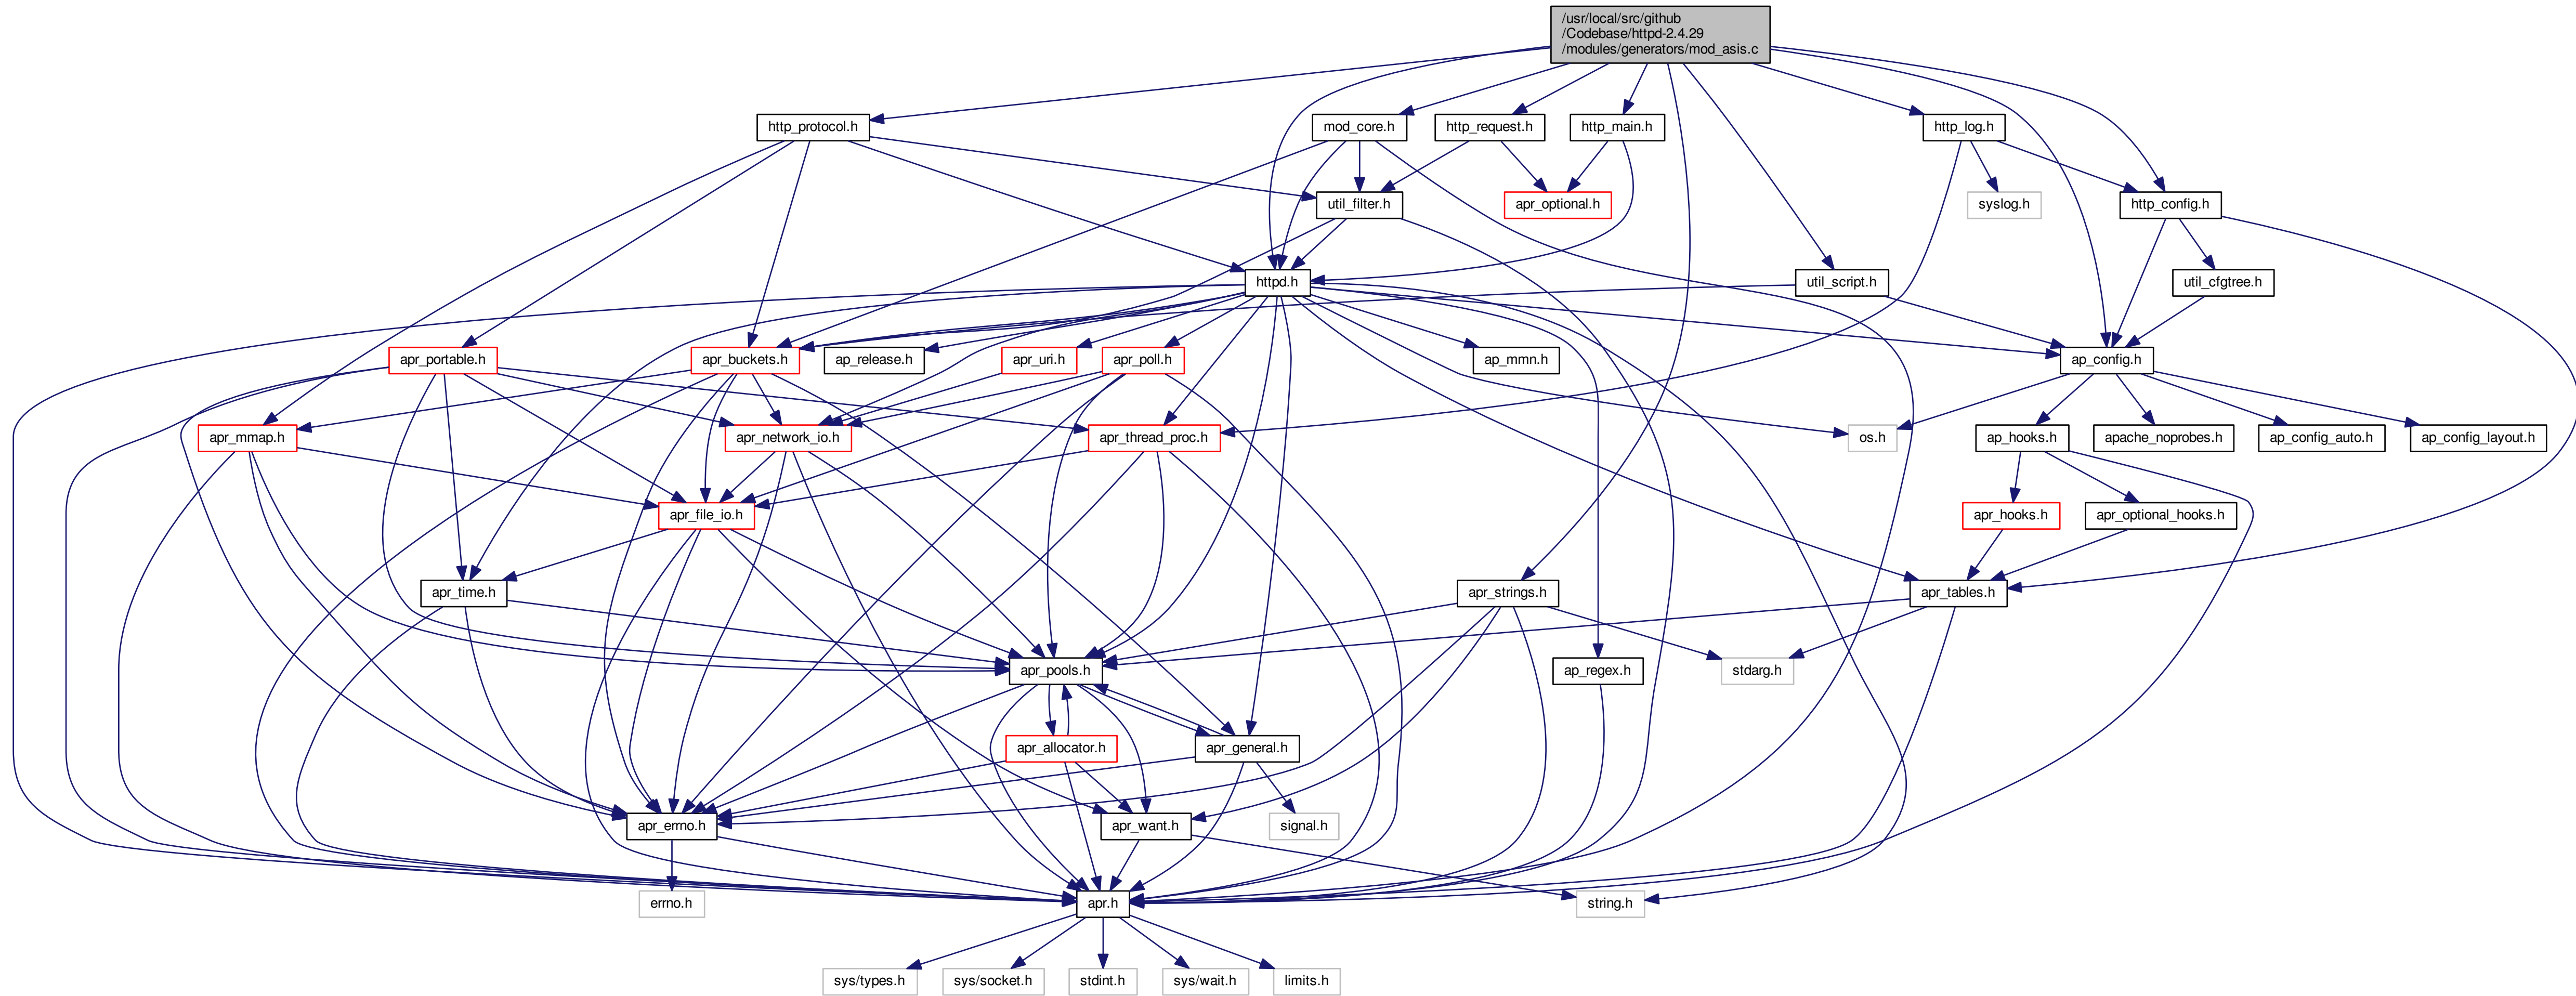 /usr/local/src/github
/Codebase/httpd-2.4.29
/modules/generators/mod_asis.c
http_protocol.h
mod_core.h
http_request.h
http_main.h
http_log.h
util_filter.h
apr_optional.h
syslog.h
http_config.h
httpd.h
util_script.h
util_cfgtree.h
apr_portable.h
apr_buckets.h
ap_release.h
apr_uri.h
apr_poll.h
ap_mmn.h
ap_config.h
apr_mmap.h
apr_network_io.h
apr_thread_proc.h
os.h
ap_hooks.h
apache_noprobes.h
ap_config_auto.h
ap_config_layout.h
apr_file_io.h
apr_hooks.h
apr_optional_hooks.h
apr_time.h
apr_strings.h
apr_tables.h
apr_pools.h
ap_regex.h
stdarg.h
apr_allocator.h
apr_general.h
apr_errno.h
apr_want.h
signal.h
errno.h
apr.h
string.h
sys/types.h
sys/socket.h
stdint.h
sys/wait.h
limits.h